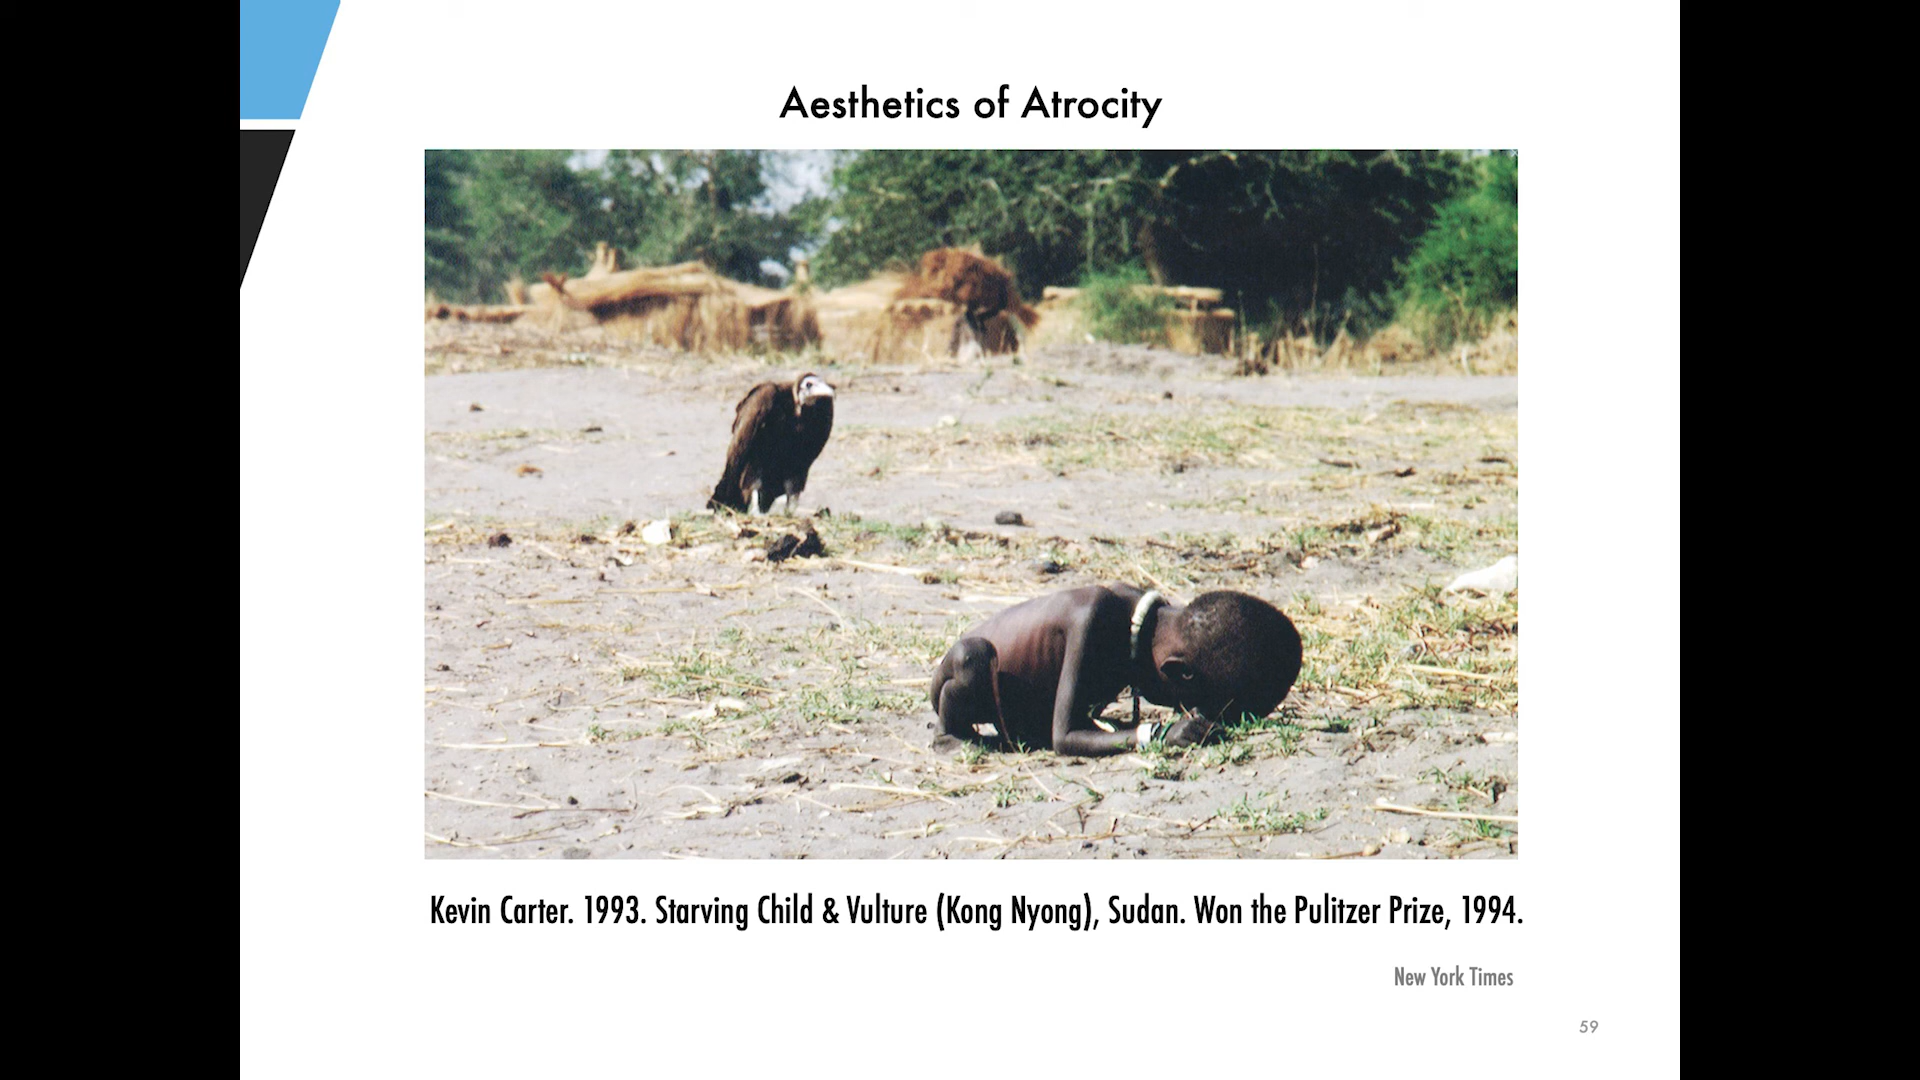 Aesthetics of Atrocity
Kevin Carter. 1993. Starving Child & Vulture (Kong Nyong), Sudan. Won the Pulitzer Prize, 1994.
New York Times
59